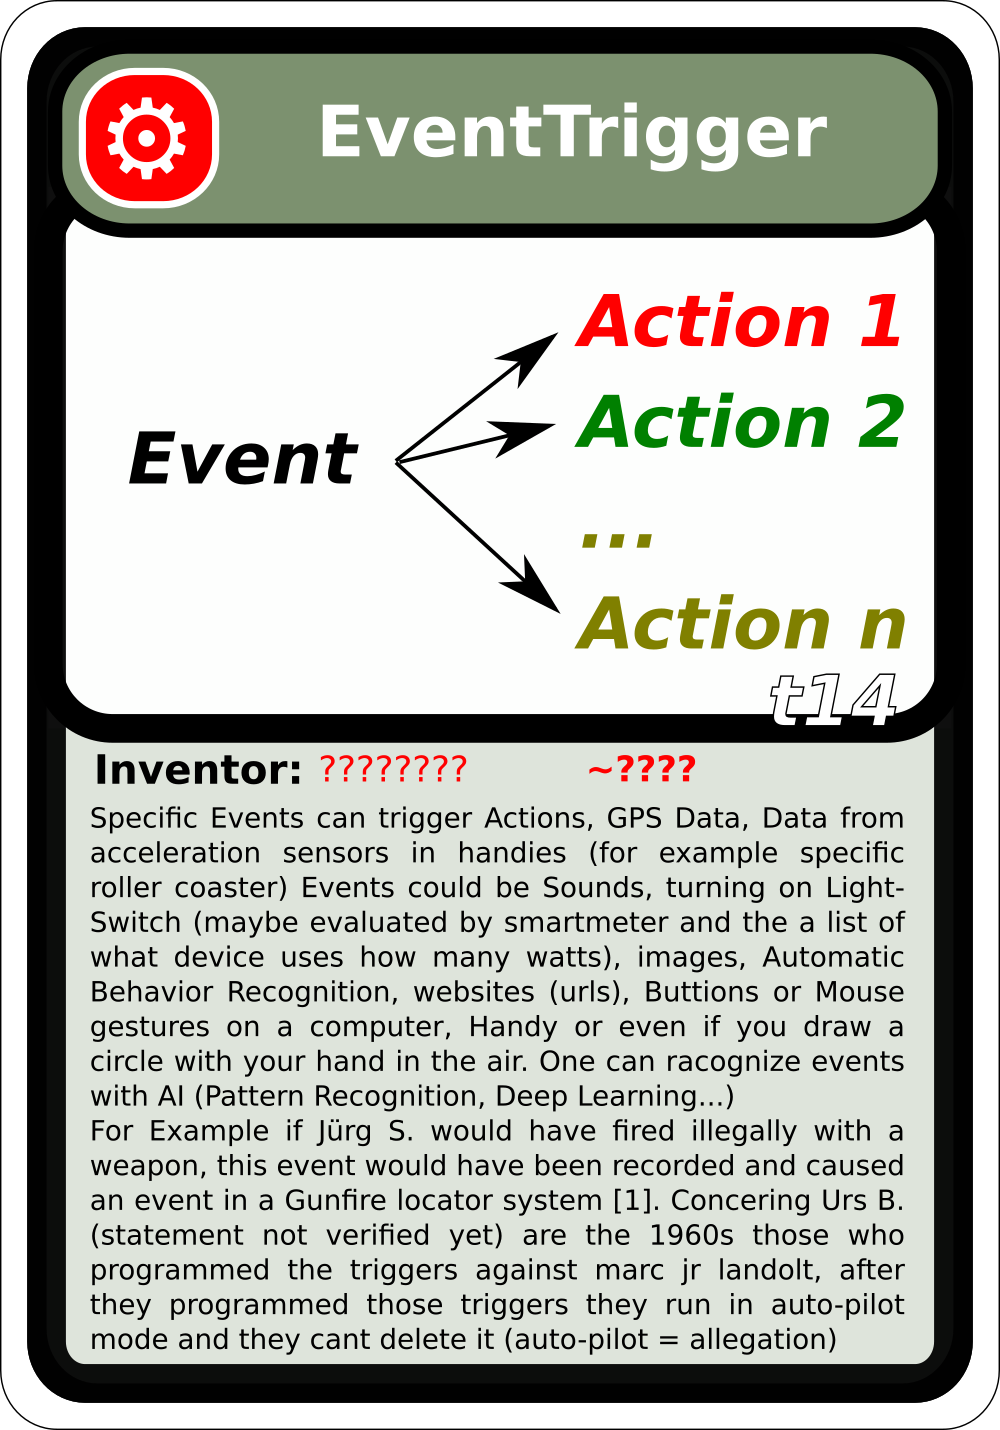 EventTrigger
Action 1
Action 2
Event
...
Action n
t14
Inventor: ???????? ~????
Specific Events can trigger Actions, GPS Data, Data from
acceleration sensors in handies (for example specific
roller coaster) Events could be Sounds, turning on Light-
Switch (maybe evaluated by smartmeter and the a list of
what device uses how many watts), images, Automatic
Behavior Recognition, websites (urls), Buttions or Mouse
gestures on a computer, Handy or even if you draw a
circle with your hand in the air. One can racognize events
with AI (Pattern Recognition, Deep Learning...)
For Example if Jürg S. would have fired illegally with a
weapon, this event would have been recorded and caused
an event in a Gunfire locator system [1]. Concering Urs B.
(statement not verified yet) are the 1960s those who
programmed the triggers against marc jr landolt, after
they programmed those triggers they run in auto-pilot
mode and they cant delete it (auto-pilot = allegation)